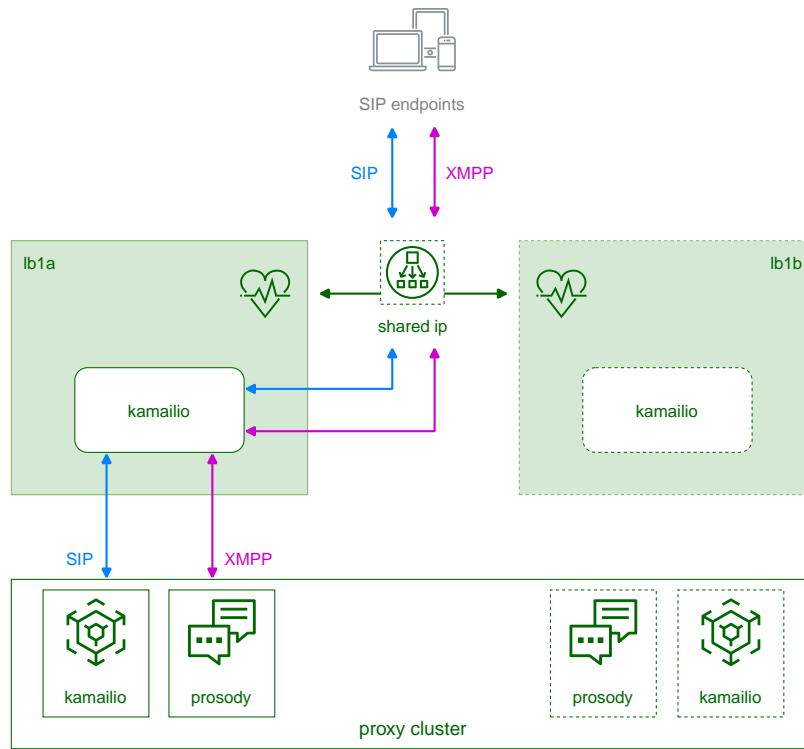 SIP endpoints
SIP
XMPP
lb1a
lb1b
shared ip
kamailio
kamailio
SIP
XMPP
kamailio
prosody
prosody
kamailio
proxy cluster